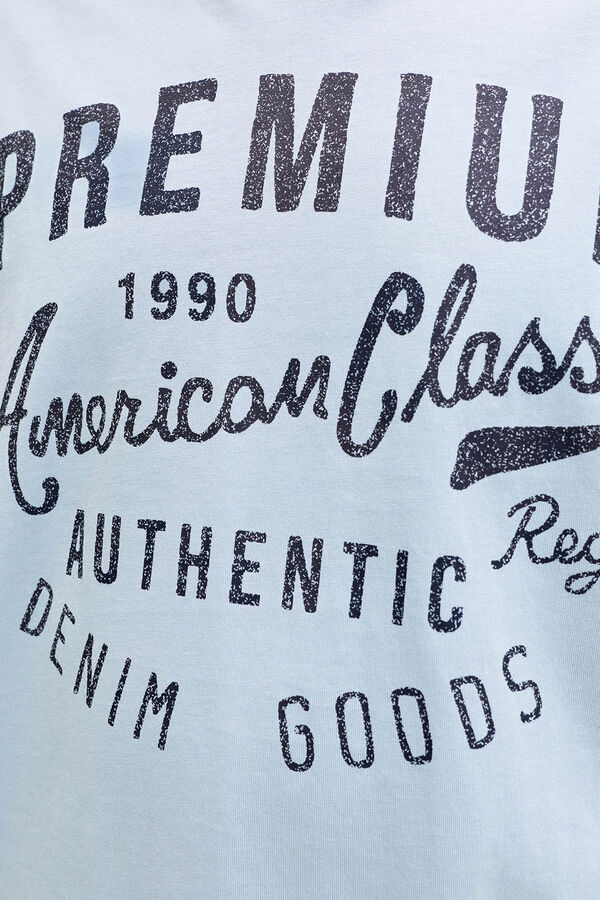 PREMIU
1990
American Class
Reg
AUTHENTIC
DENIM GOODS